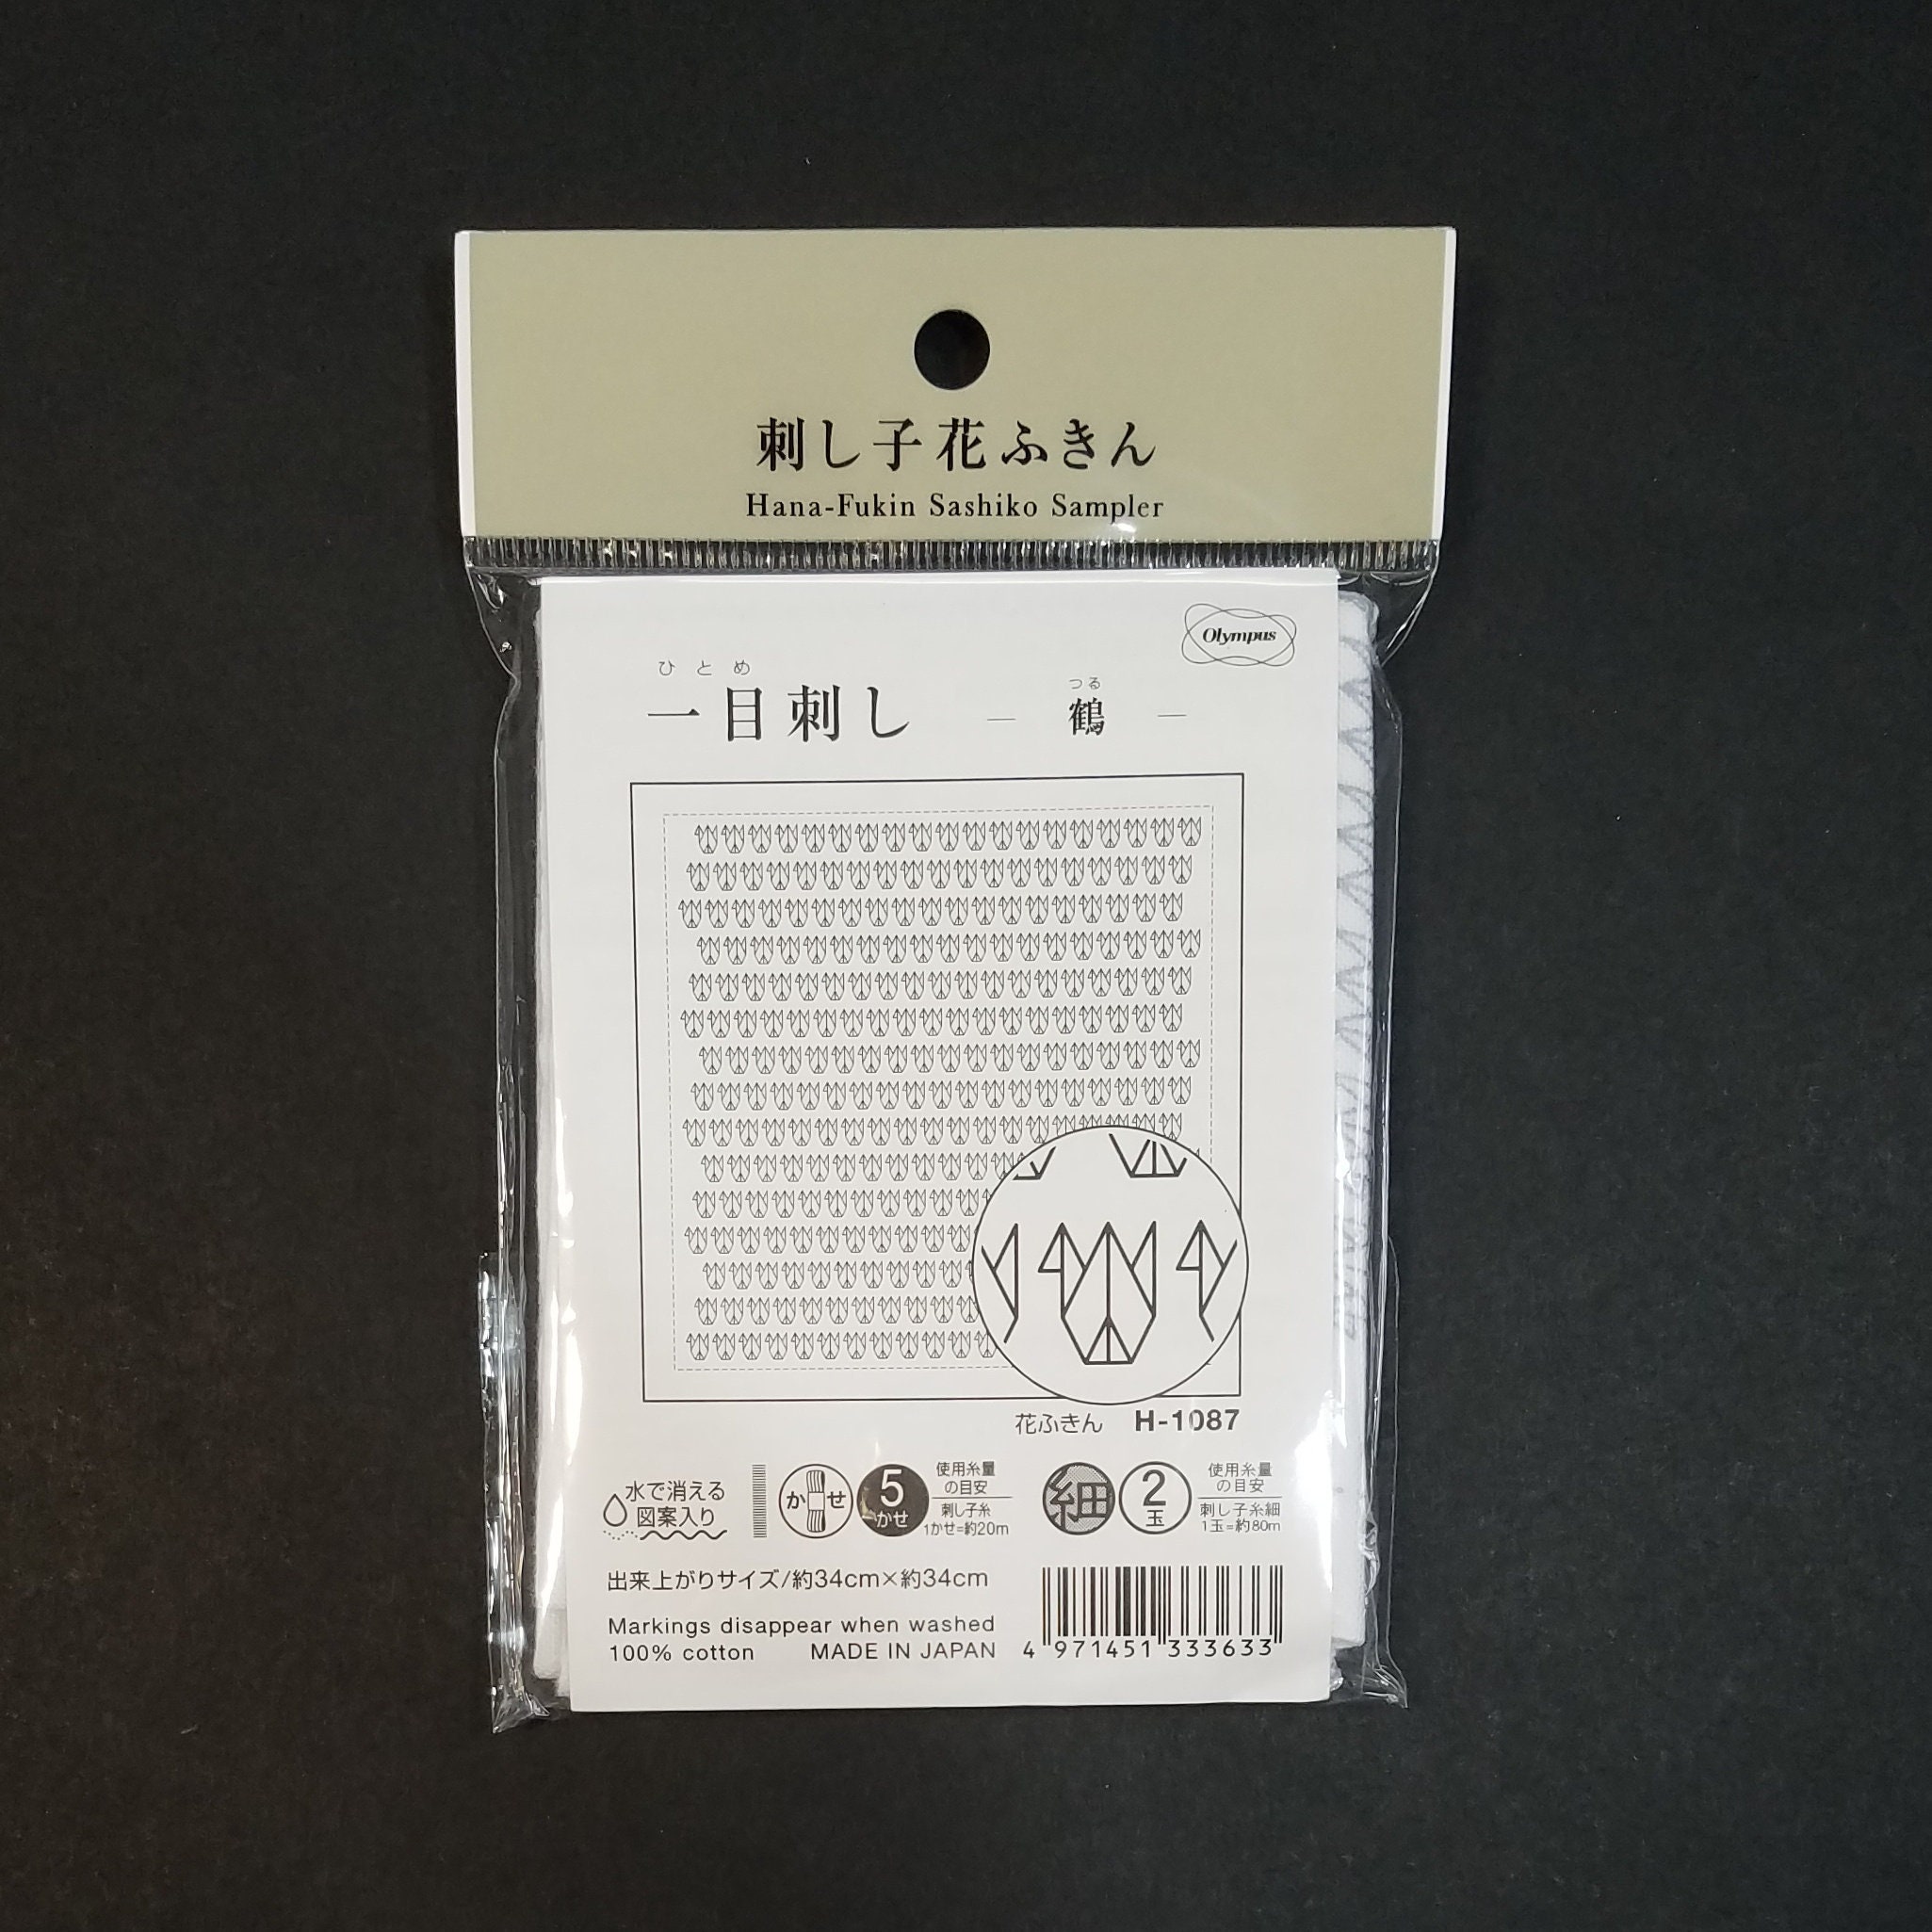 刺し子花ふきん
Hana-Fukin Sashiko Sampler
Olympus
ひとめ
一目刺し
つる
— 鶴 —
花ふきん H-1087
水で消える
図案入り
かせ
5
かせ
使用糸量
の目安
刺し子糸
1かせ=約20m
細
2
玉
使用糸量
の目安
刺し子糸細
1玉=約80m
出来上がりサイズ/約34cm×約34cm
Markings disappear when washed
100% cotton MADE IN JAPAN
4 971451 333633